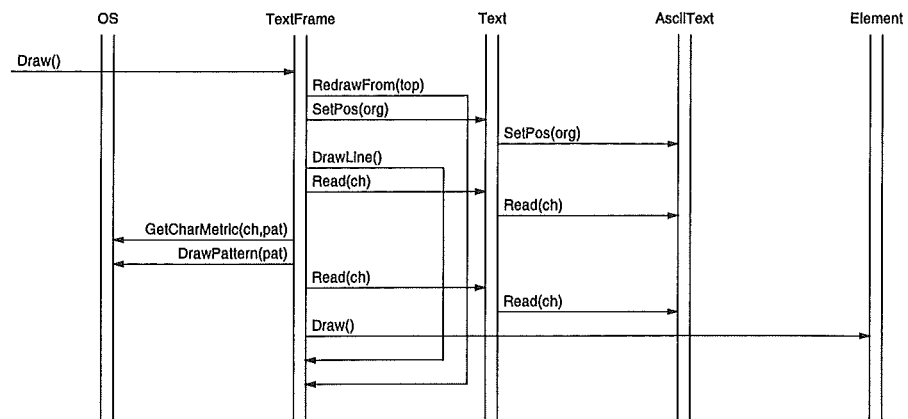 OS TextFrame Text AsciiText Element
Draw()
RedrawFrom(top)
SetPos(org)
SetPos(org)
DrawLine()
Read(ch)
Read(ch)
GetCharMetric(ch,pat)
DrawPattern(pat)
Read(ch)
Read(ch)
Draw()